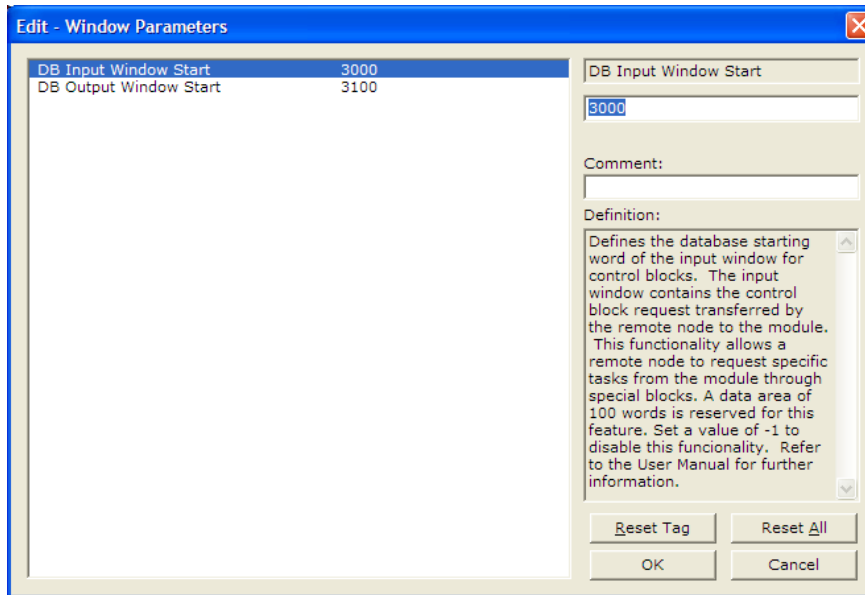 Edit - Window Parameters
DB Input Window Start 3000
DB Output Window Start 3100
DB Input Window Start
3000
Comment:
Definition:
Defines the database starting
word of the input window for
control blocks.  The input
window contains the control
block request transferred by
the remote node to the module.
This functionality allows a
remote node to request specific
tasks from the module through
special blocks. A data area of
100 words is reserved for this
feature. Set a value of -1 to
disable this funcionality.  Refer
to the User Manual for further
information.
Reset Tag
Reset All
OK
Cancel